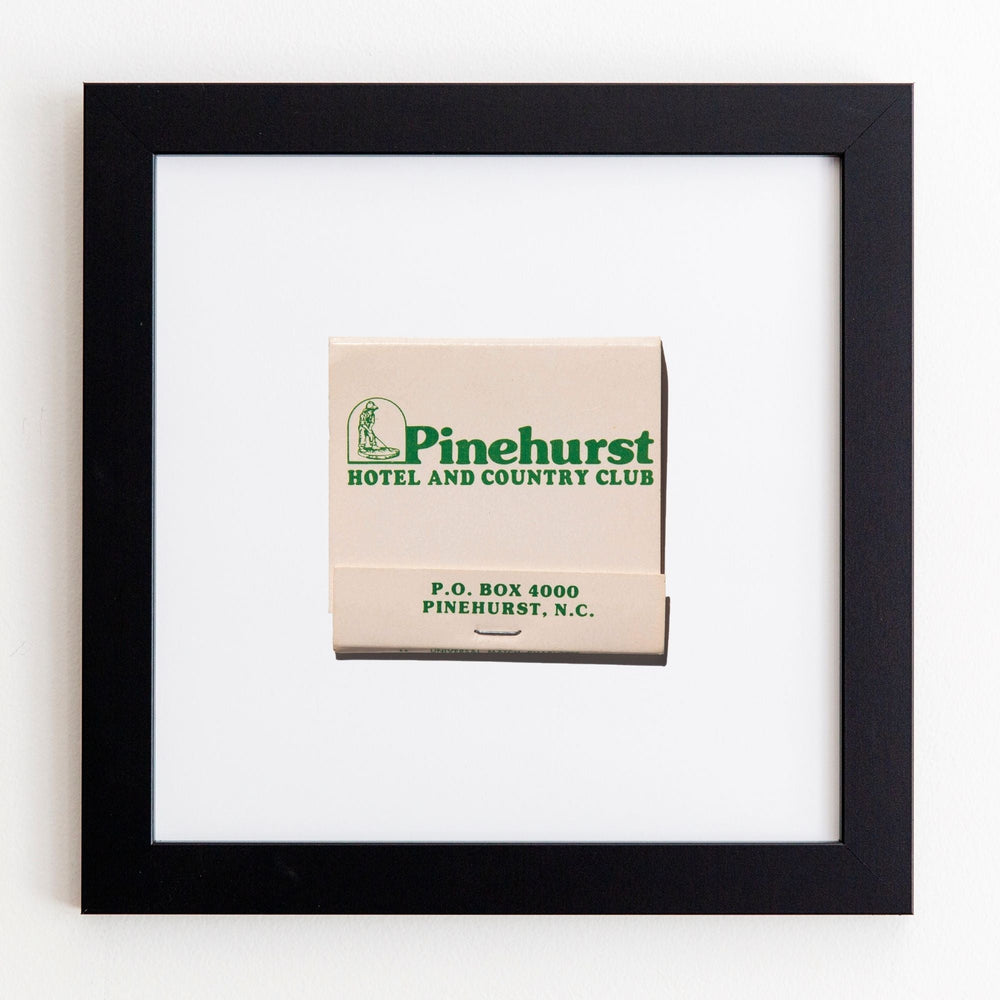 Pinehurst
HOTEL AND COUNTRY CLUB
P.O. BOX 4000
PINEHURST, N.C.